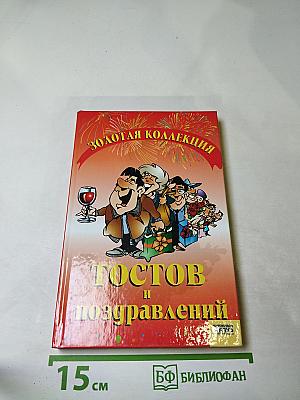 ЗОЛОТАЯ КОЛЛЕКЦИЯ
ТОСТОВ
и
поздравлений
15 см
БФ БИБЛИОФАН